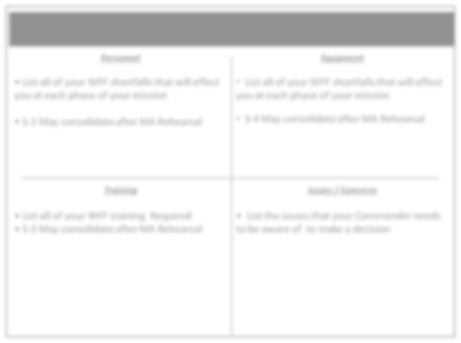 Personnel
• List all of your WFF shortfalls that will effect
you at each phase of your mission
• S-1 May consolidate after MA Rehearsal
Equipment
• List all of your WFF shortfalls that will effect
you at each phase of your mission
• S-4 May consolidate after MA Rehearsal
Training
• List all of your WFF training Required
• S-3 May consolidate after MA Rehearsal
Issues / Concerns
• List the issues that your Commander needs
to be aware of to make a decision